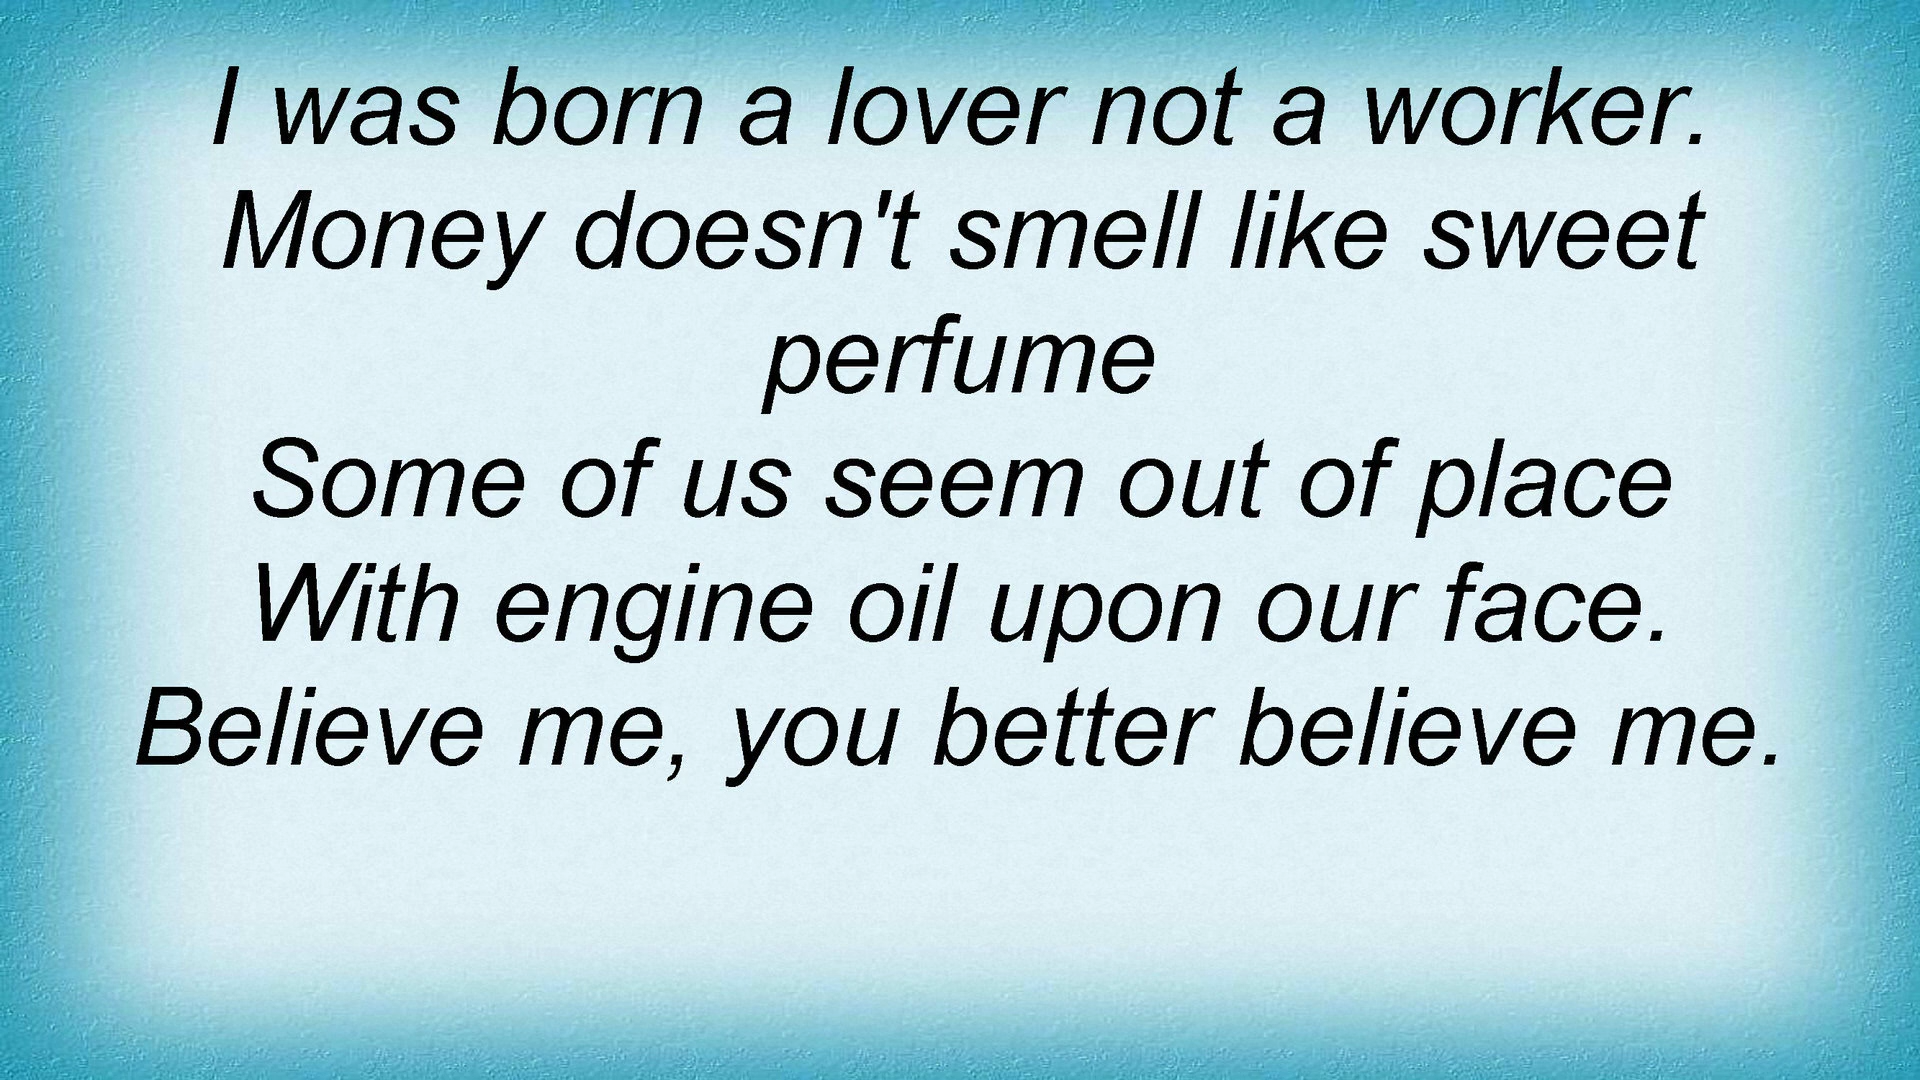 I was born a lover not a worker.
Money doesn't smell like sweet
perfume
Some of us seem out of place
With engine oil upon our face.
Believe me, you better believe me.